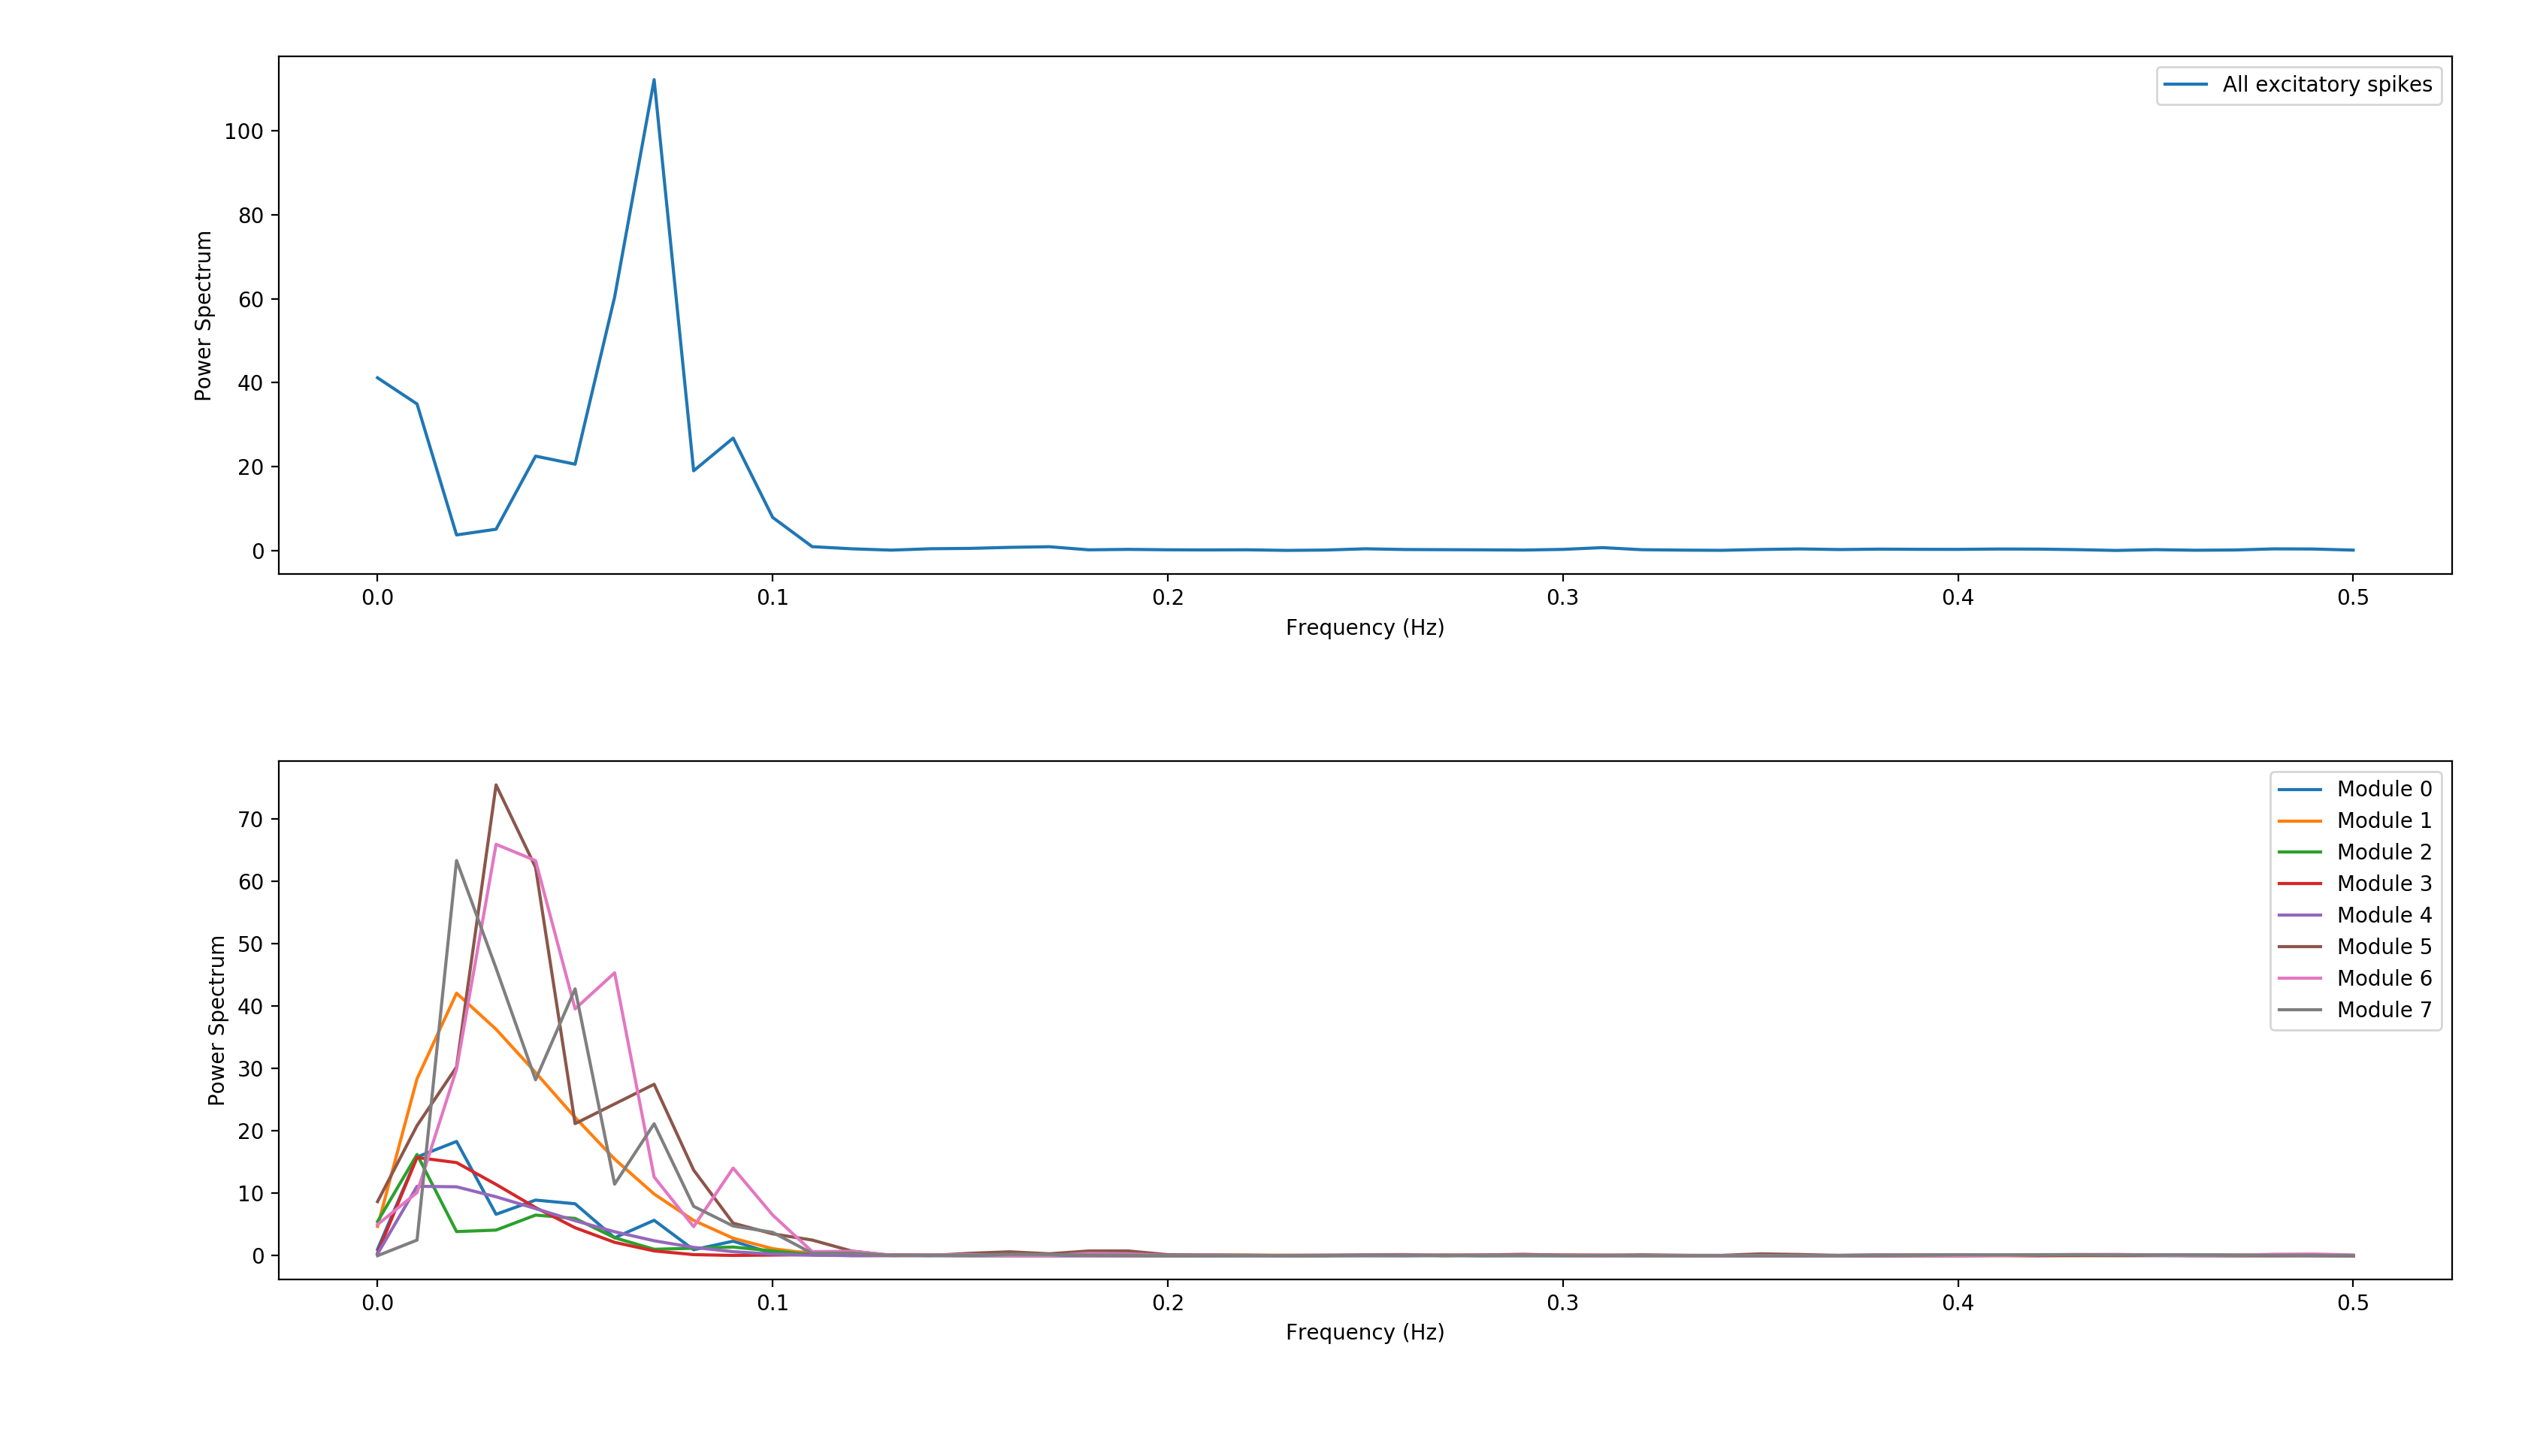 All excitatory spikes
100
80
60
40
20
0
Power Spectrum
0.0 0.1 0.2 0.3 0.4 0.5
Frequency (Hz)
Module 0
Module 1
Module 2
Module 3
Module 4
Module 5
Module 6
Module 7
70
60
50
40
30
20
10
0
Power Spectrum
0.0 0.1 0.2 0.3 0.4 0.5
Frequency (Hz)